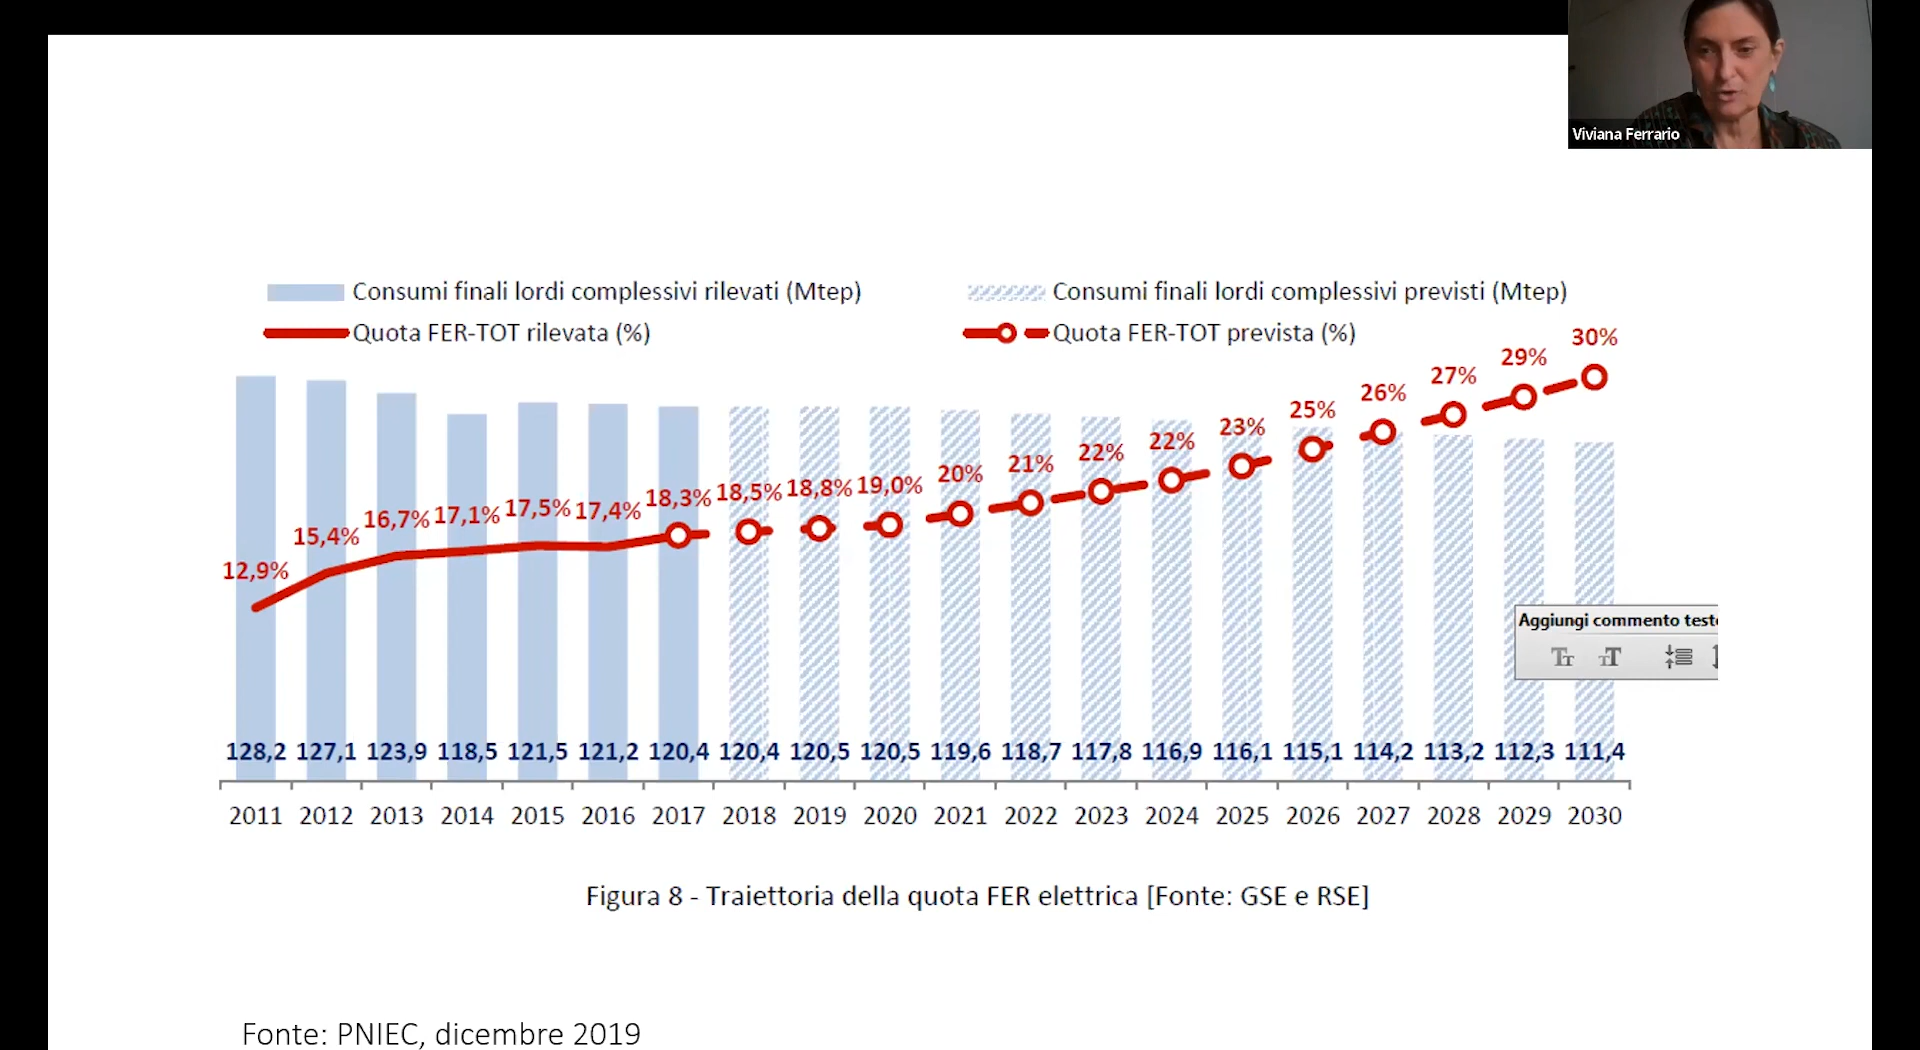 Viviana Ferrario
Consumi finali lordi complessivi rilevati (Mtep)
Consumi finali lordi complessivi previsti (Mtep)
Quota FER-TOT rilevata (%)
Quota FER-TOT prevista (%)
12,9% 15,4% 16,7% 17,1% 17,5% 17,4% 18,3% 18,5% 18,8% 19,0% 20% 21% 22% 22% 23% 25% 26% 27% 29% 30%
Aggiungi commento
128,2 127,1 123,9 118,5 121,5 121,2 120,4 120,4 120,5 120,5 119,6 118,7 117,8 116,9 116,1 115,1 114,2 113,2 112,3 111,4
2011 2012 2013 2014 2015 2016 2017 2018 2019 2020 2021 2022 2023 2024 2025 2026 2027 2028 2029 2030
Figura 8 - Traiettoria della quota FER elettrica [Fonte: GSE e RSE]
Fonte: PNIEC, dicembre 2019